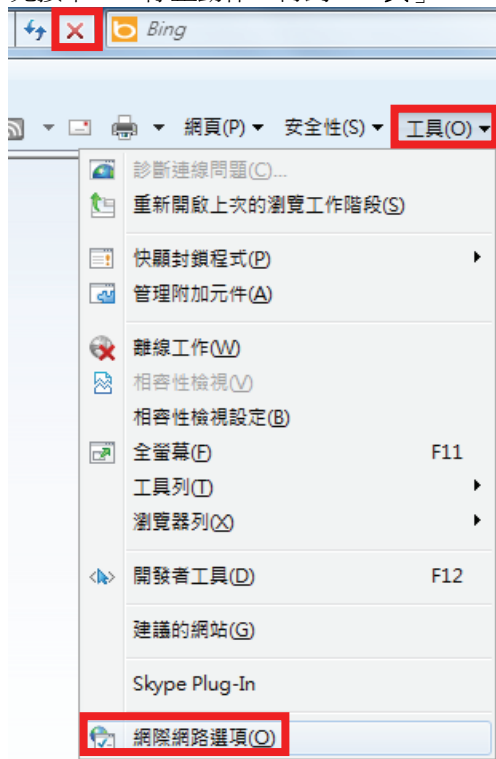 Bing
網頁(P) 安全性(S) 工具(O)
診斷連線問題(C)...
重新開啟上次的瀏覽工作階段(S)
快顯封鎖程式(P)
管理附加元件(A)
離線工作(W)
相容性檢視(V)
相容性檢視設定(B)
全螢幕(F) F11
工具列(T)
瀏覽器列(X)
開發者工具(D) F12
建議的網站(G)
Skype Plug-In
網際網路選項(O)